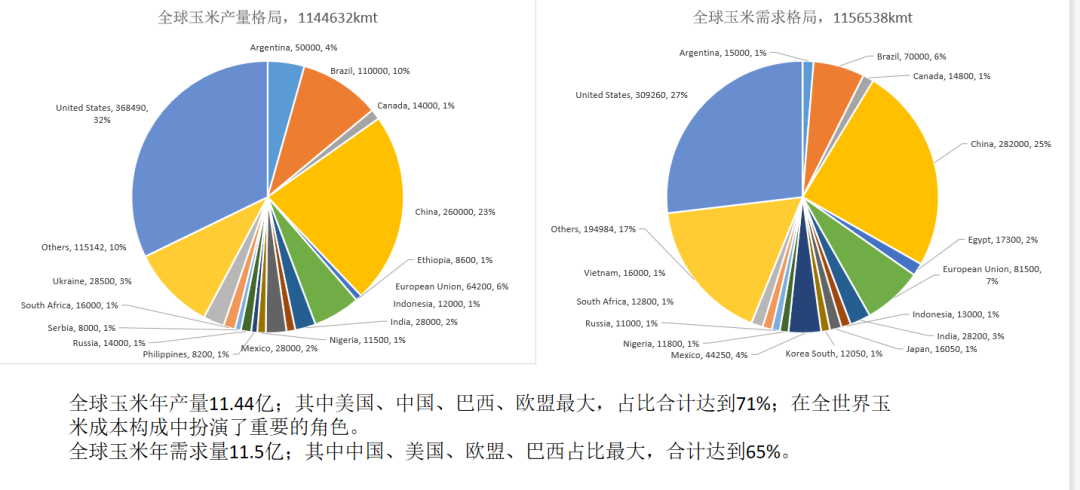 全球玉米产量格局，1144632kmt
Argentina, 50000, 4%
Brazil, 110000, 10%
Canada, 14000, 1%
China, 260000, 23%
Ethiopia, 8600, 1%
European Union, 64200, 6%
Indonesia, 12000, 1%
India, 28000, 2%
Nigeria, 11500, 1%
Mexico, 28000, 2%
Philippines, 8200, 1%
Russia, 14000, 1%
Serbia, 8000, 1%
South Africa, 16000, 1%
Ukraine, 28500, 3%
Others, 115142, 10%
United States, 368490,
32%
全球玉米需求格局，1156538kmt
Argentina, 15000, 1%
Brazil, 70000, 6%
Canada, 14800, 1%
China, 282000, 25%
Egypt, 17300, 2%
European Union, 81500,
7%
Indonesia, 13000, 1%
India, 28200, 3%
Japan, 16050, 1%
Korea South, 12050, 1%
Mexico, 44250, 4%
Nigeria, 11800, 1%
Russia, 11000, 1%
South Africa, 12800, 1%
Vietnam, 16000, 1%
Others, 194984, 17%
United States, 309260, 27%
全球玉米年产量11.44亿；其中美国、中国、巴西、欧盟最大，占比合计达到71%；在全世界玉
米成本构成中扮演了重要的角色。
全球玉米年需求量11.5亿；其中中国、美国、欧盟、巴西占比最大，合计达到65%。